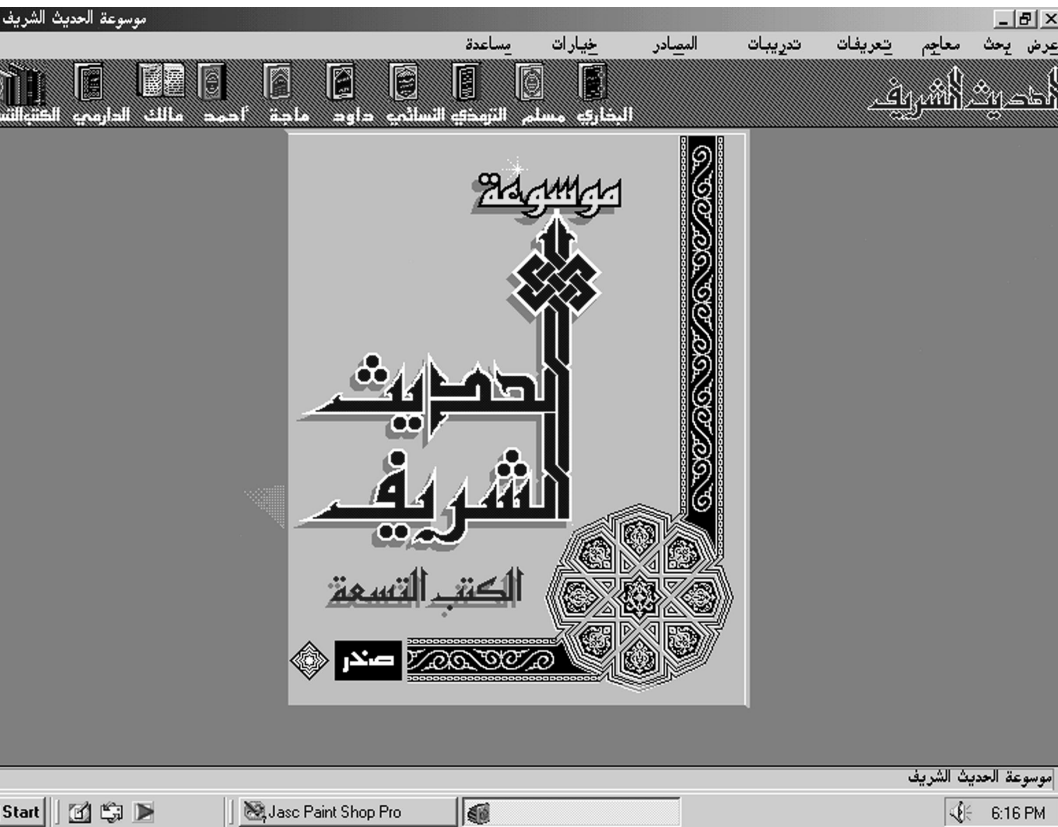 موسوعة الحديث الشريف
عرض بحث معاجم تعريفات تدريبات المصادر خيارات مساعدة
الحديث الشريف
البخاري مسلم الترمذي النسائي داود ماجة أحمد مالك الدارمي
موسوعة
الحديث
الشريف
الكتب التسعة
صخر
موسوعة الحديث الشريف
Start Jasc Paint Shop Pro 6:16 PM